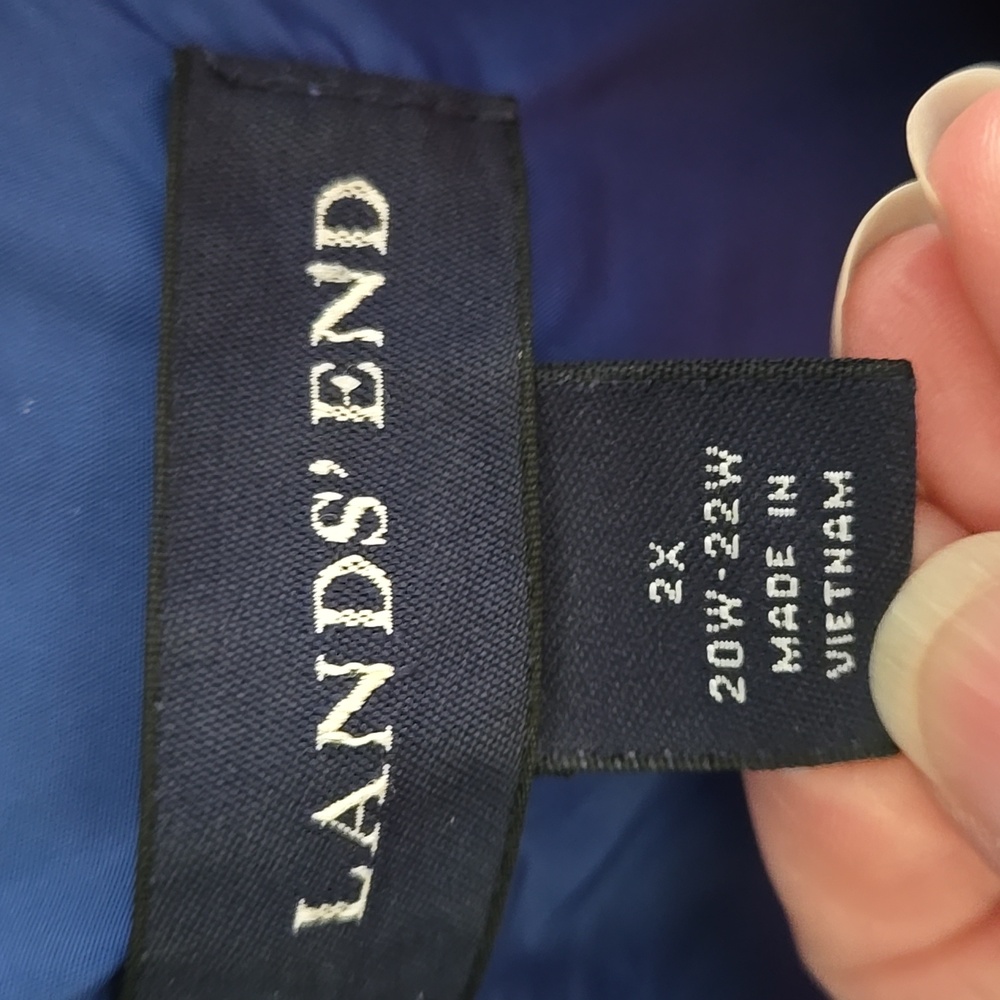 LANDS' END
2X
20W-22W
MADE IN
VIETNAM